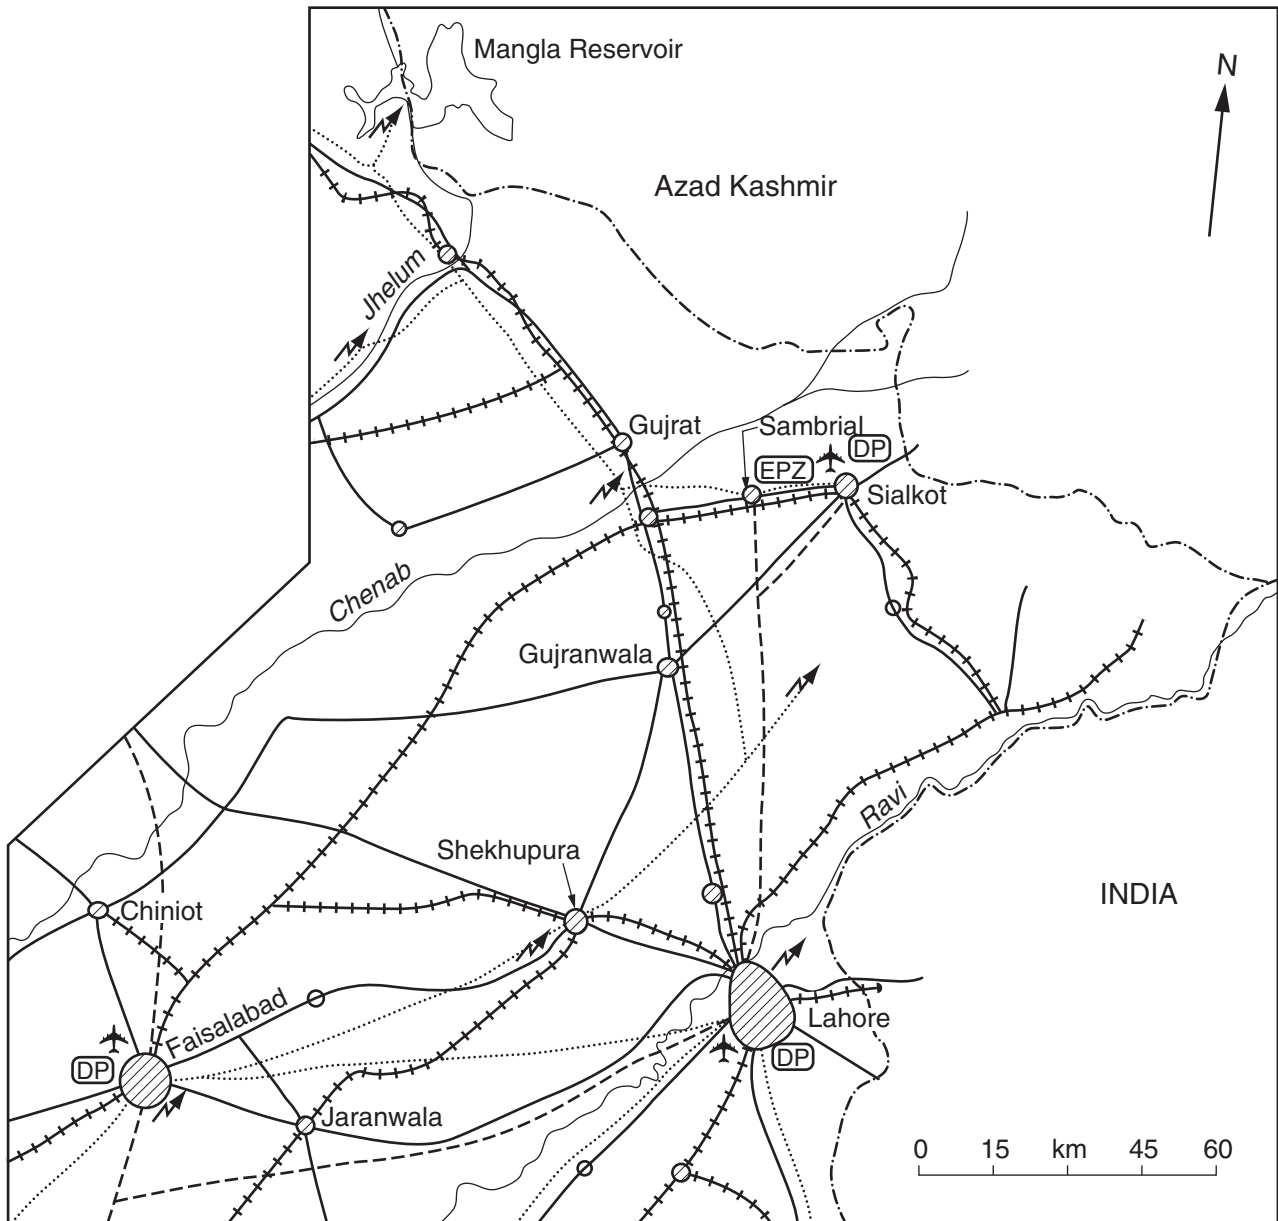 Mangla Reservoir
N
Azad Kashmir
Jhelum
Gujrat
Sambrial
DP
EPZ
Sialkot
Chenab
Gujranwala
Ravi
Shekhupura
INDIA
Chiniot
Faisalabad
Lahore
DP
DP
Jaranwala
0 15 km 45 60